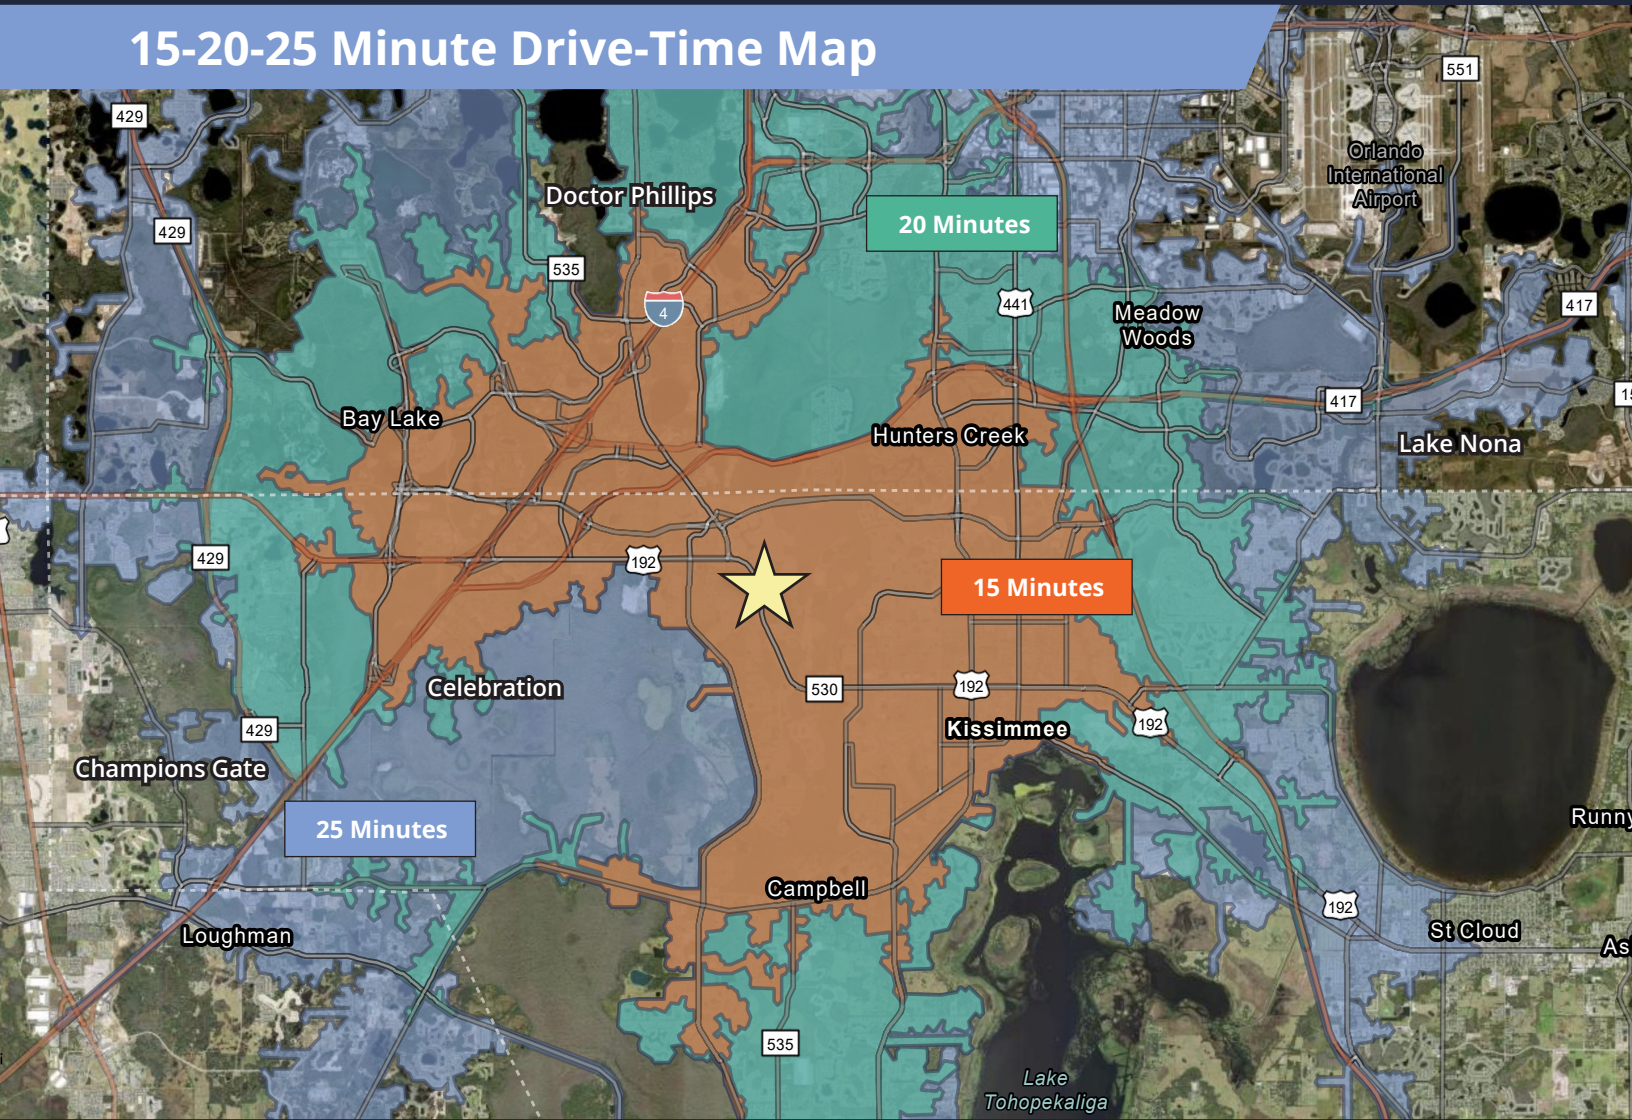 15-20-25 Minute Drive-Time Map
551
429
Orlando
International
Airport
Doctor Phillips
20 Minutes
429
535
441
4
417
Meadow
Woods
417
Bay Lake
Hunters Creek
Lake Nona
429
192
15 Minutes
Celebration
530
192
192
429
Kissimmee
Champions Gate
25 Minutes
Campbell
192
Loughman
St Cloud
535
Lake
Tohopekaliga